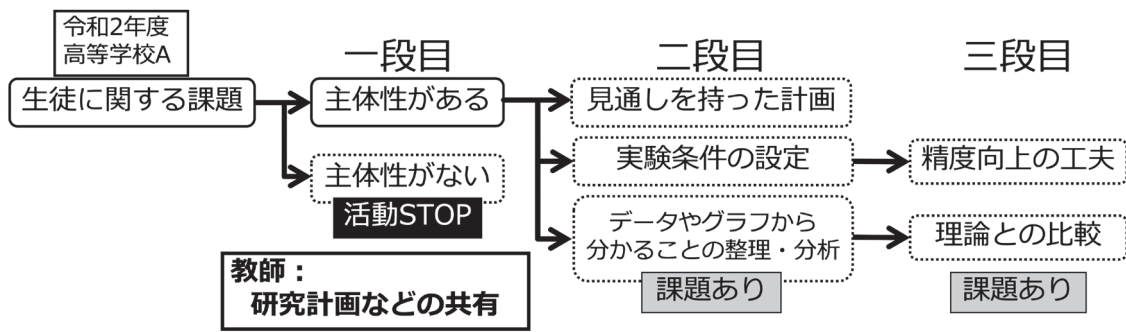 令和2年度
高等学校A
一段目
二段目
三段目
生徒に関する課題
主体性がある
見通しを持った計画
実験条件の設定
精度向上の工夫
主体性がない
活動STOP
データやグラフから
分かることの整理・分析
理論との比較
課題あり
課題あり
教師：
研究計画などの共有